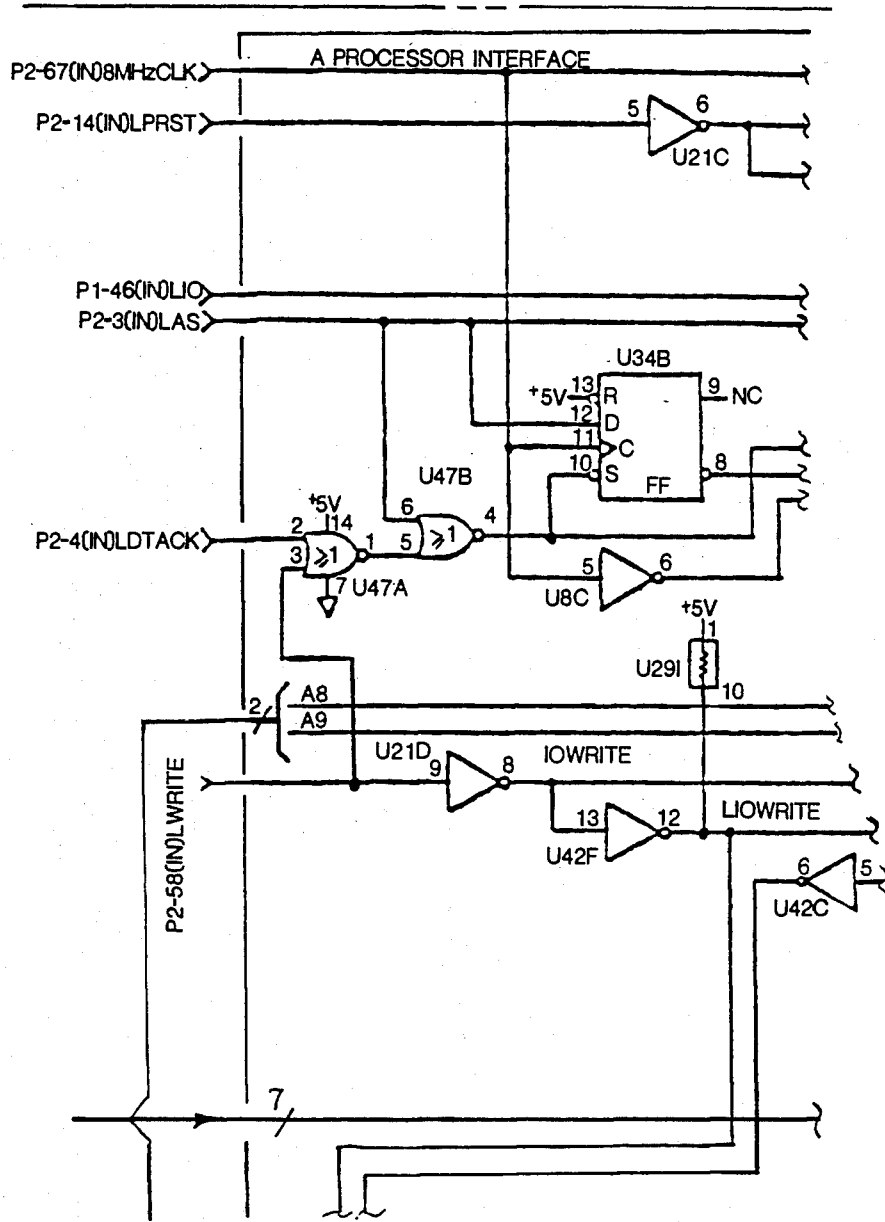 A PROCESSOR INTERFACE
P2-67(IN)8MHzCLK
P2-14(IN)LPRST
5
6
U21C
P1-46(IN)LIO
P2-3(IN)LAS
U34B
+5V
13
R
9
NC
12
D
11
C
10
S
8
FF
U47B
6
5
≥1
4
+5V
14
P2-4(IN)LDTACK
2
3
≥1
1
7
U47A
5
6
U8C
+5V
1
U29I
10
2
A8
A9
U21D
9
8
IOWRITE
13
12
LIOWRITE
U42F
P2-58(IN)LWRITE
6
5
U42C
7